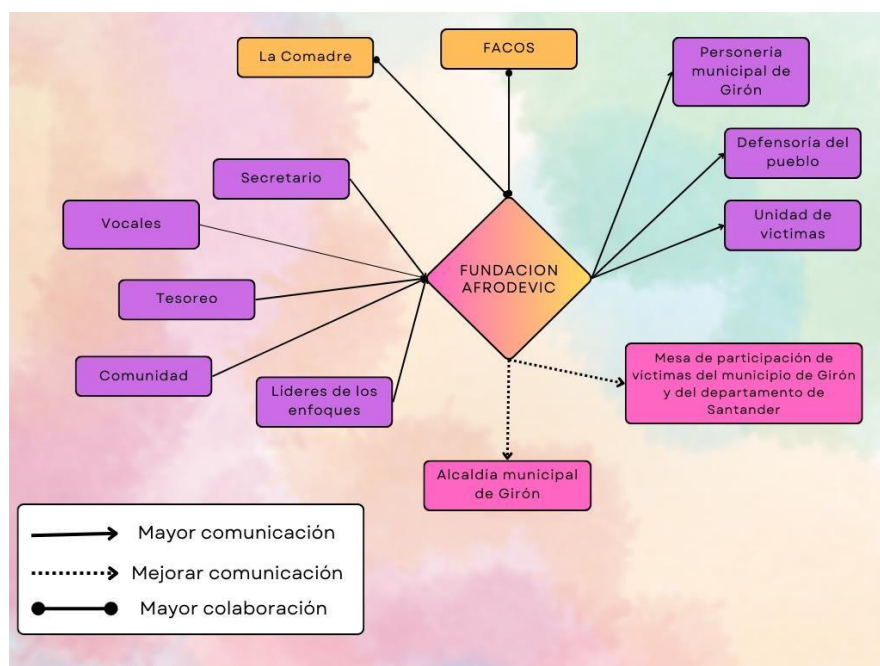 La Comadre
FACOS
Personería
municipal de
Girón
Defensoría del
pueblo
Unidad de
victimas
Secretario
Vocales
Tesoreo
Comunidad
Líderes de los
enfoques
FUNDACION
AFRODEVIC
Mesa de participación de
víctimas del municipio de Girón
y del departamento de
Santander
Alcaldía municipal
de Girón
Mayor comunicación
Mejorar comunicación
Mayor colaboración